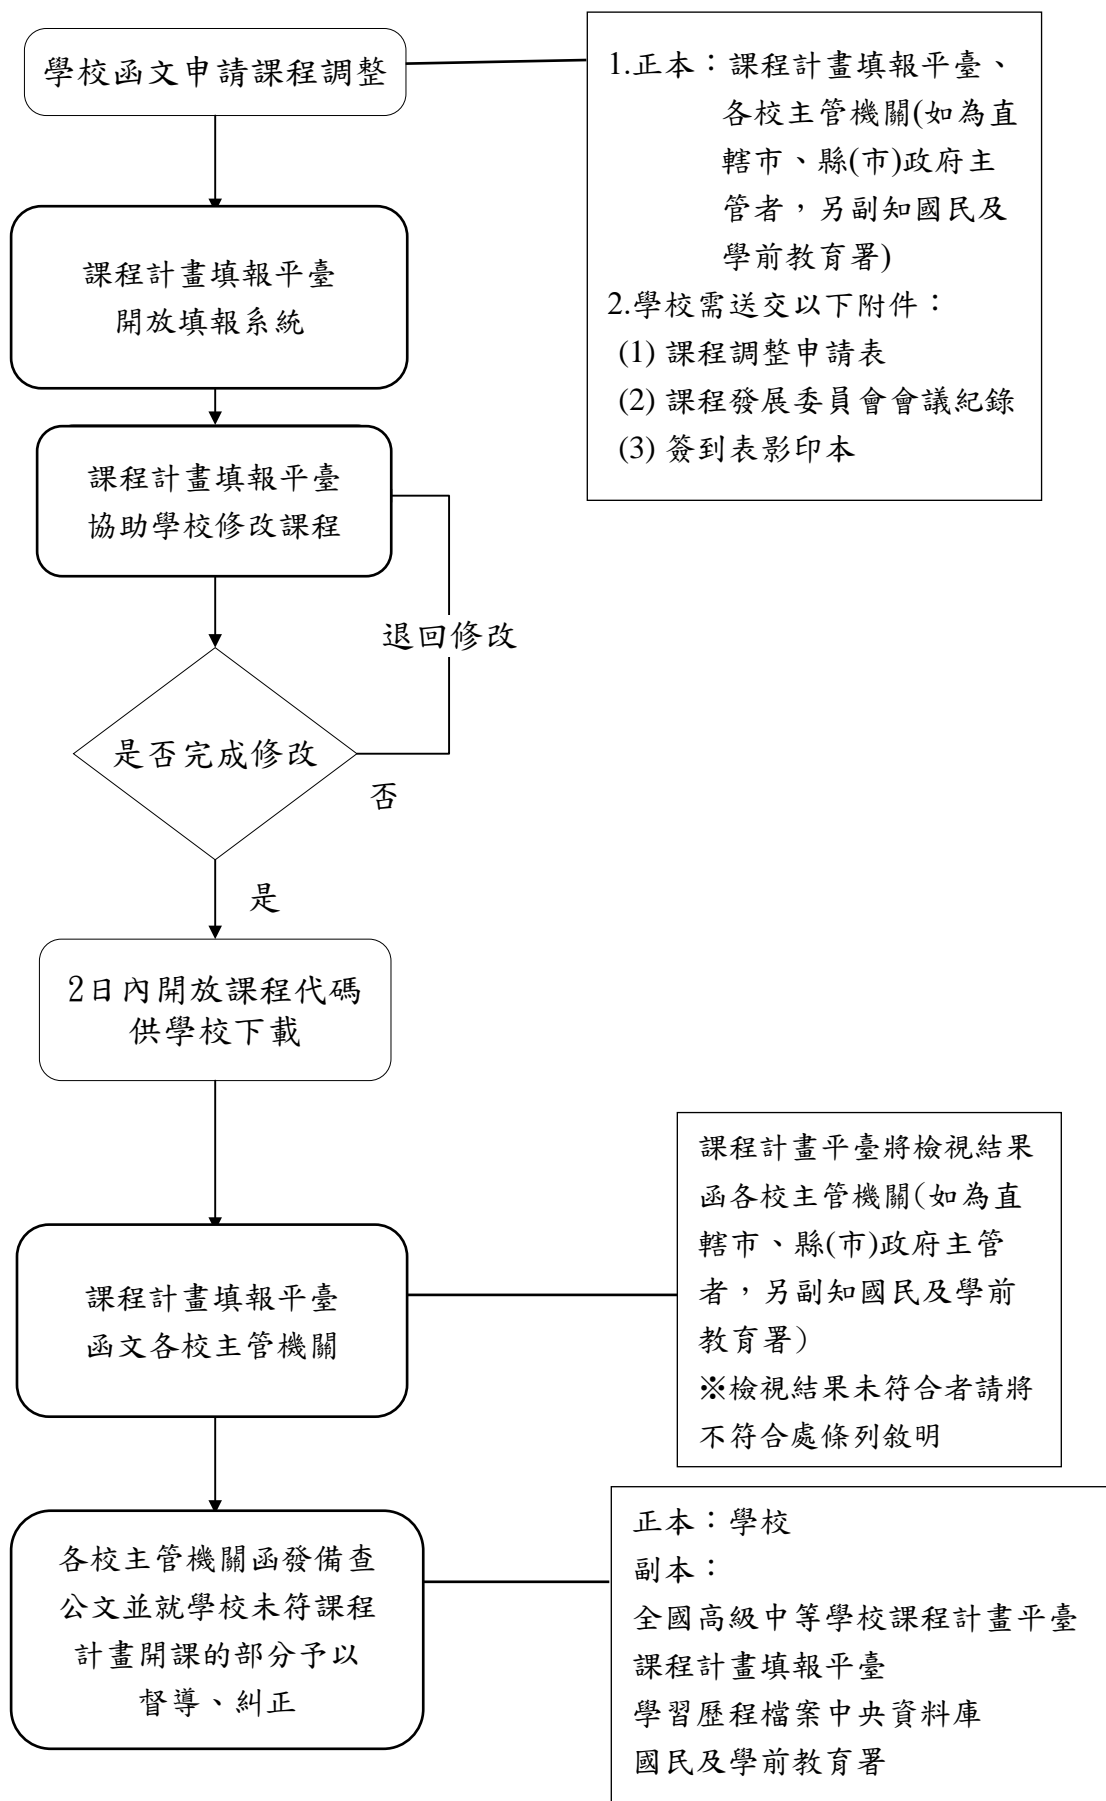 學校函文申請課程調整
1.正本：課程計畫填報平臺、
各校主管機關(如為直
轄市、縣(市)政府主
管者，另副知國民及
學前教育署)
2.學校需送交以下附件：
(1) 課程調整申請表
(2) 課程發展委員會會議紀錄
(3) 簽到表影印本
課程計畫填報平臺
開放填報系統
課程計畫填報平臺
協助學校修改課程
退回修改
是否完成修改
否
是
2日內開放課程代碼
供學校下載
課程計畫平臺將檢視結果
函各校主管機關(如為直
轄市、縣(市)政府主管
者，另副知國民及學前
教育署)
※檢視結果未符合者請將
不符合處條列敘明
課程計畫填報平臺
函文各校主管機關
各校主管機關函發備查
公文並就學校未符課程
計畫開課的部分予以
督導、糾正
正本：學校
副本：
全國高級中等學校課程計畫平臺
課程計畫填報平臺
學習歷程檔案中央資料庫
國民及學前教育署